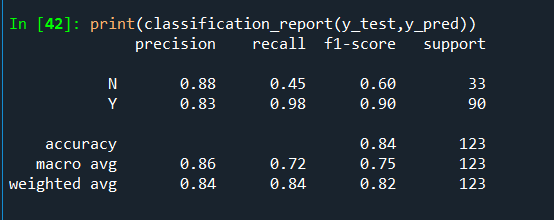 In [42]: print(classification_report(y_test,y_pred))
precision recall f1-score support
N 0.88 0.45 0.60 33
Y 0.83 0.98 0.90 90
accuracy 0.84 123
macro avg 0.86 0.72 0.75 123
weighted avg 0.84 0.84 0.82 123